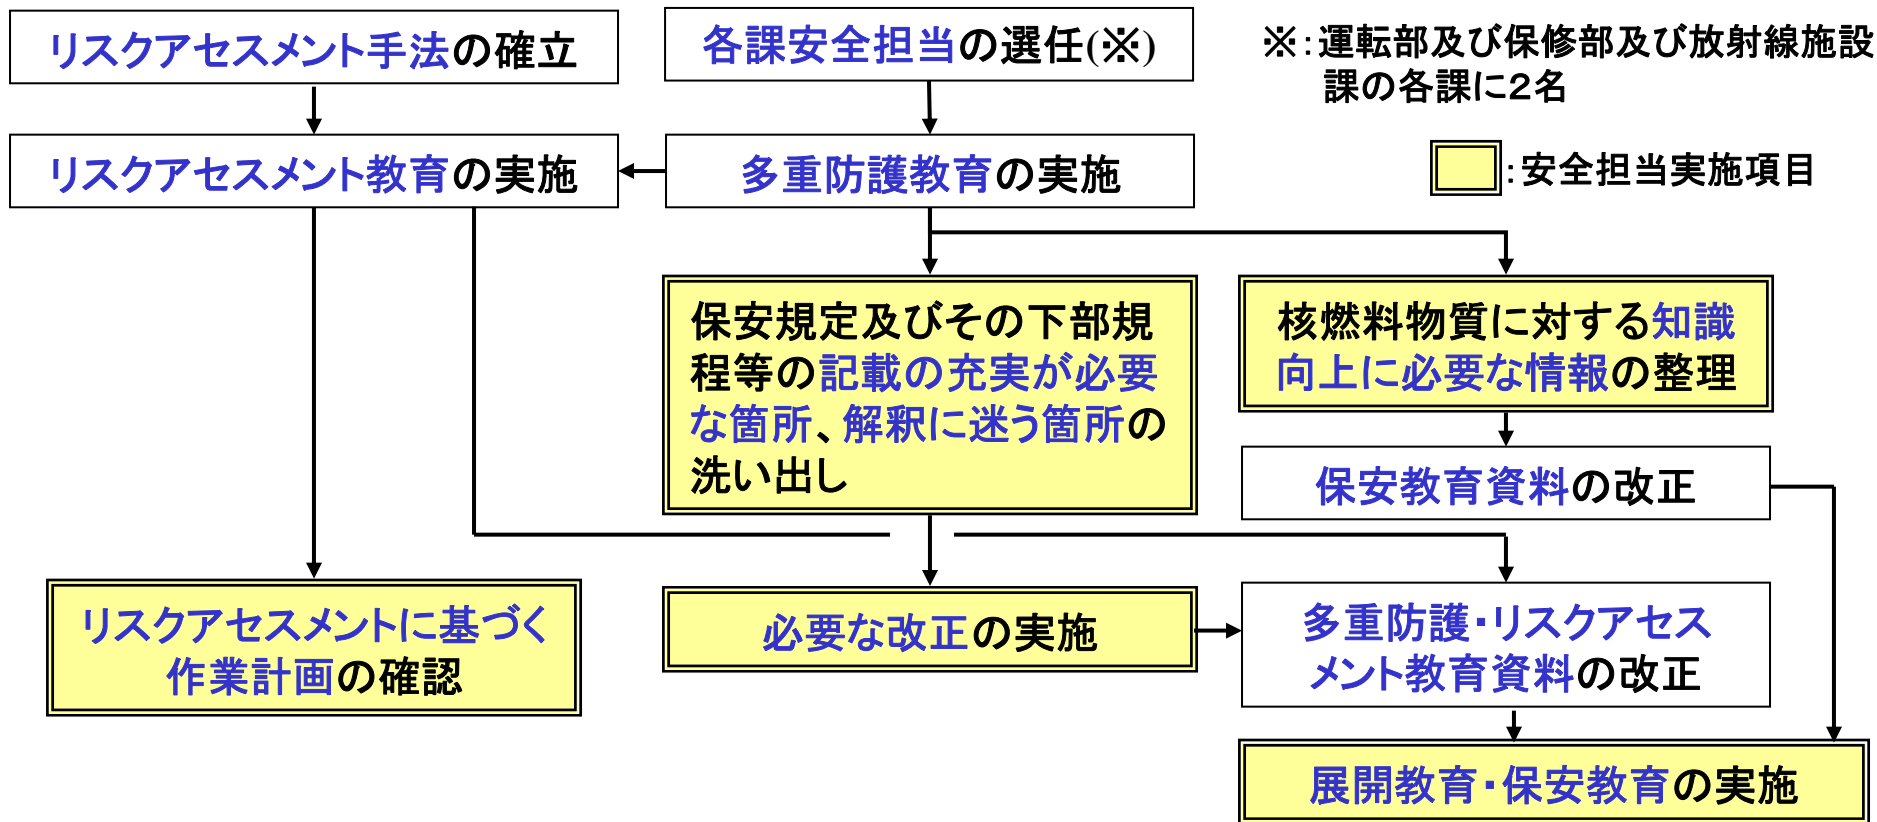 リスクアセスメント手法の確立
各課安全担当の選任(※)
※:運転部及び保修部及び放射線施設
課の各課に2名
リスクアセスメント教育の実施
多重防護教育の実施
:安全担当実施項目
保安規定及びその下部規
程等の記載の充実が必要
な箇所、解釈に迷う箇所の
洗い出し
核燃料物質に対する知識
向上に必要な情報の整理
保安教育資料の改正
リスクアセスメントに基づく
作業計画の確認
必要な改正の実施
多重防護・リスクアセス
メント教育資料の改正
展開教育・保安教育の実施